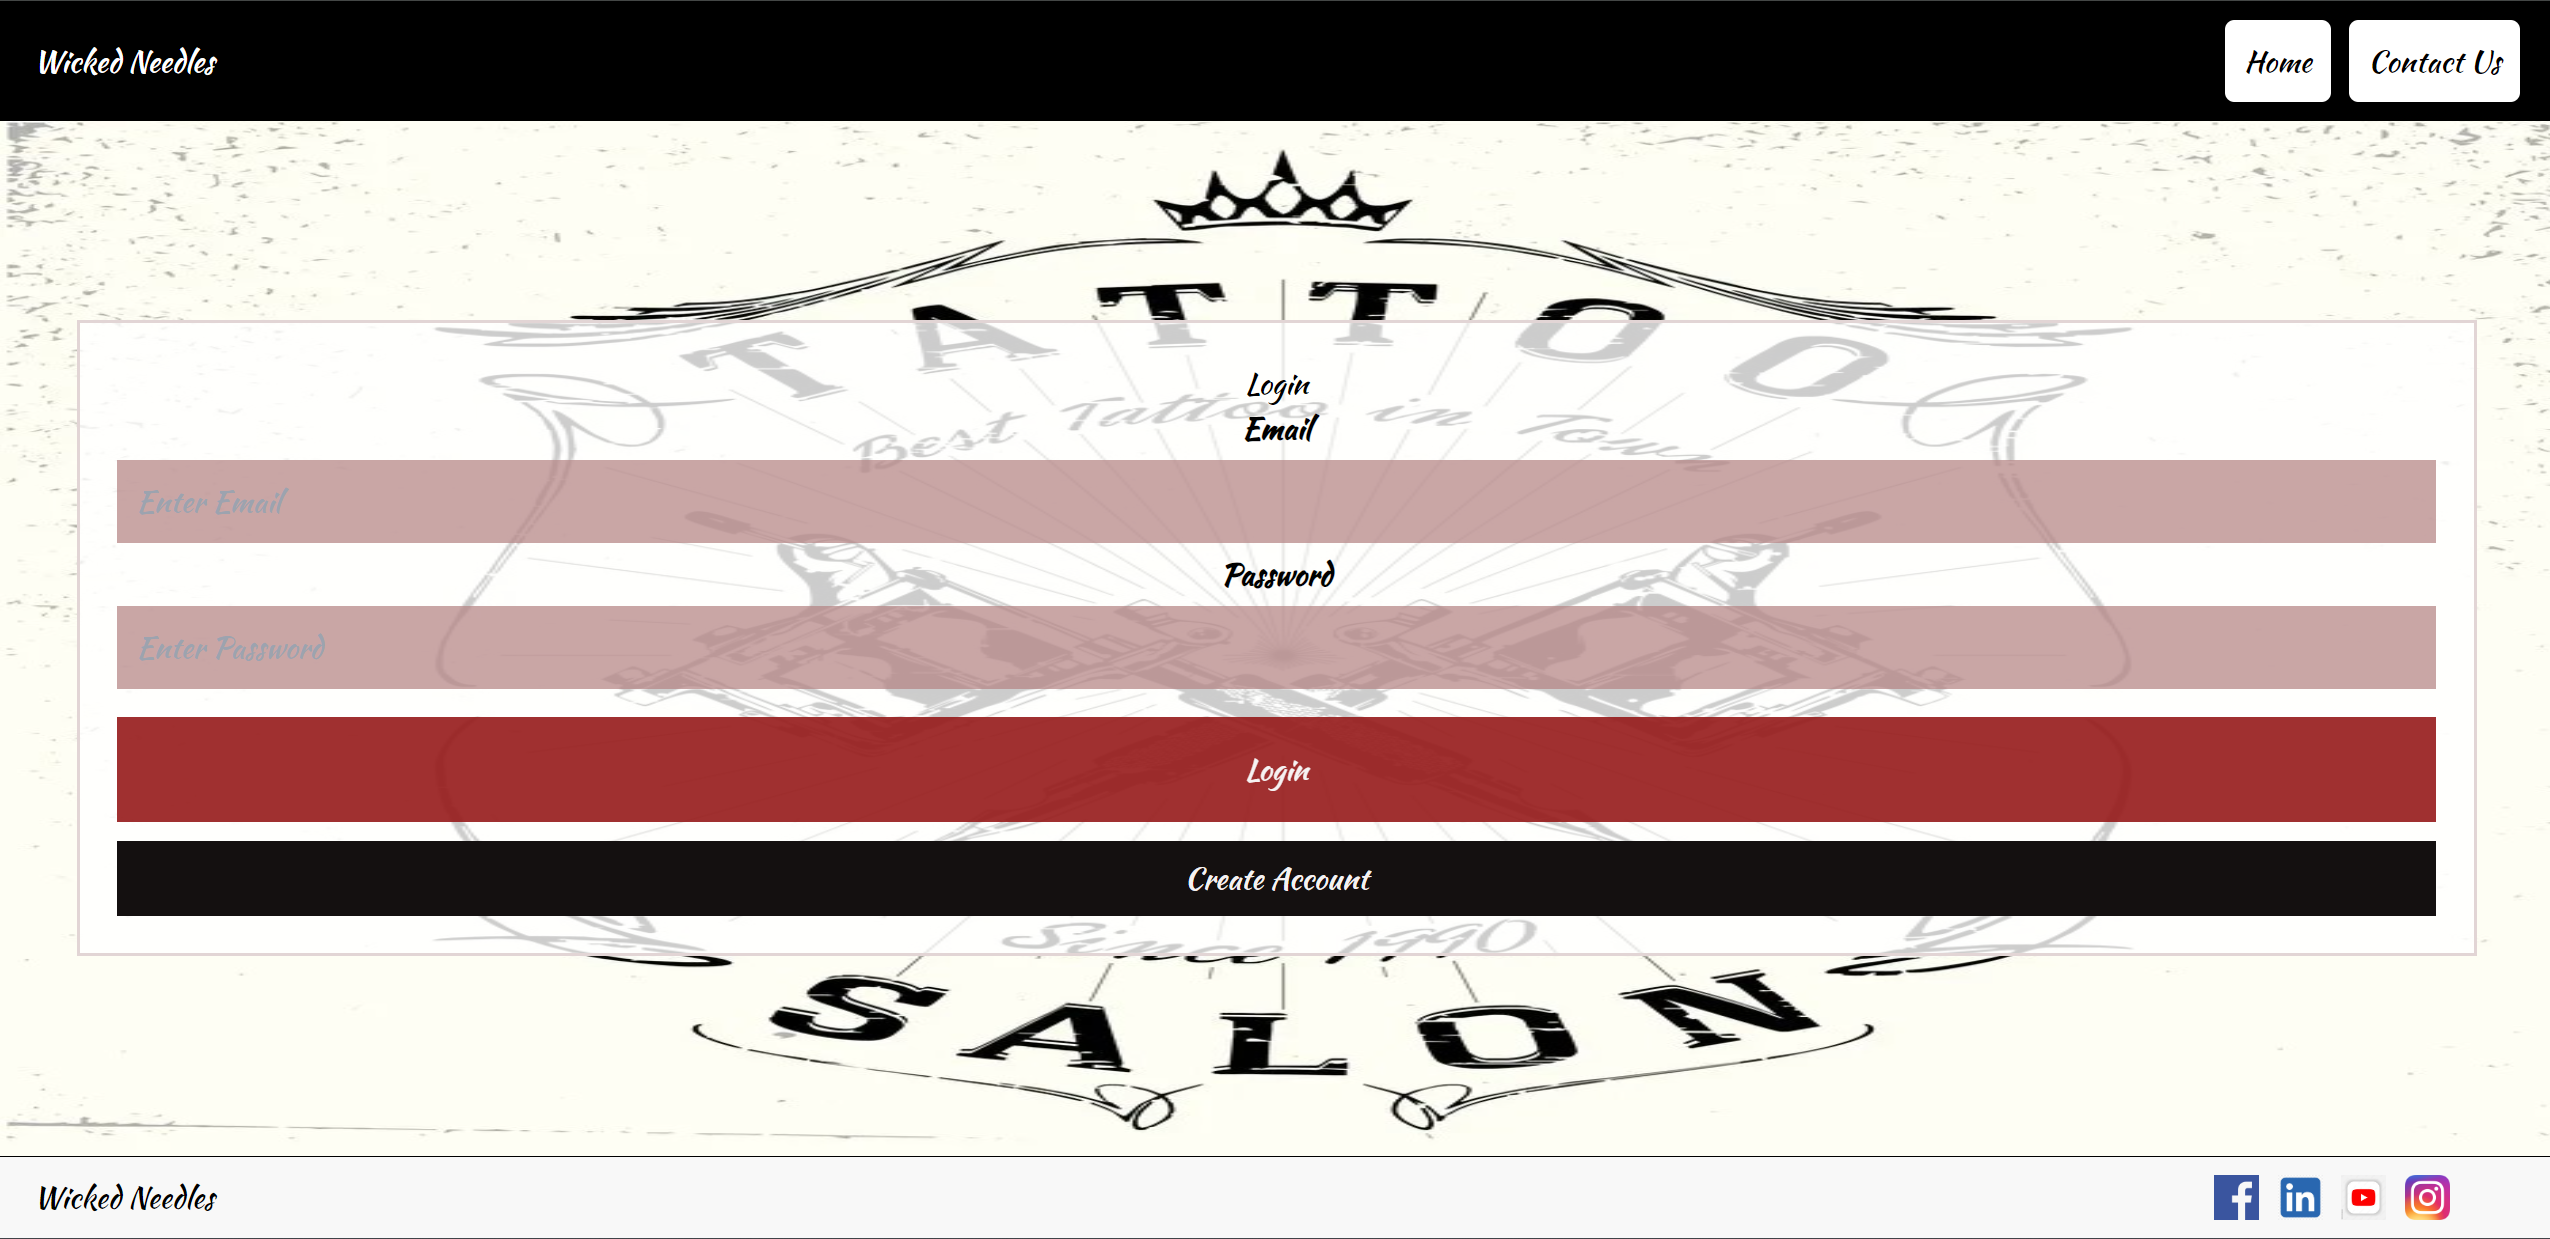 Wicked Needles
Home
Contact Us
TATTOO
Login
Best Tattoo in Town
Email
Enter Email
Password
Enter Password
Login
Create Account
Since 1990
SALON
Wicked Needles
f
in